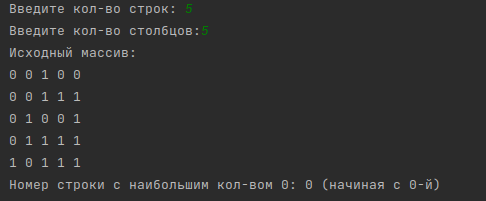 Введите кол-во строк: 5
Введите кол-во столбцов:5
Исходный массив:
0 0 1 0 0
0 0 1 1 1
0 1 0 0 1
0 1 1 1 1
1 0 1 1 1
Номер строки с наибольшим кол-вом 0: 0 (начиная с 0-й)